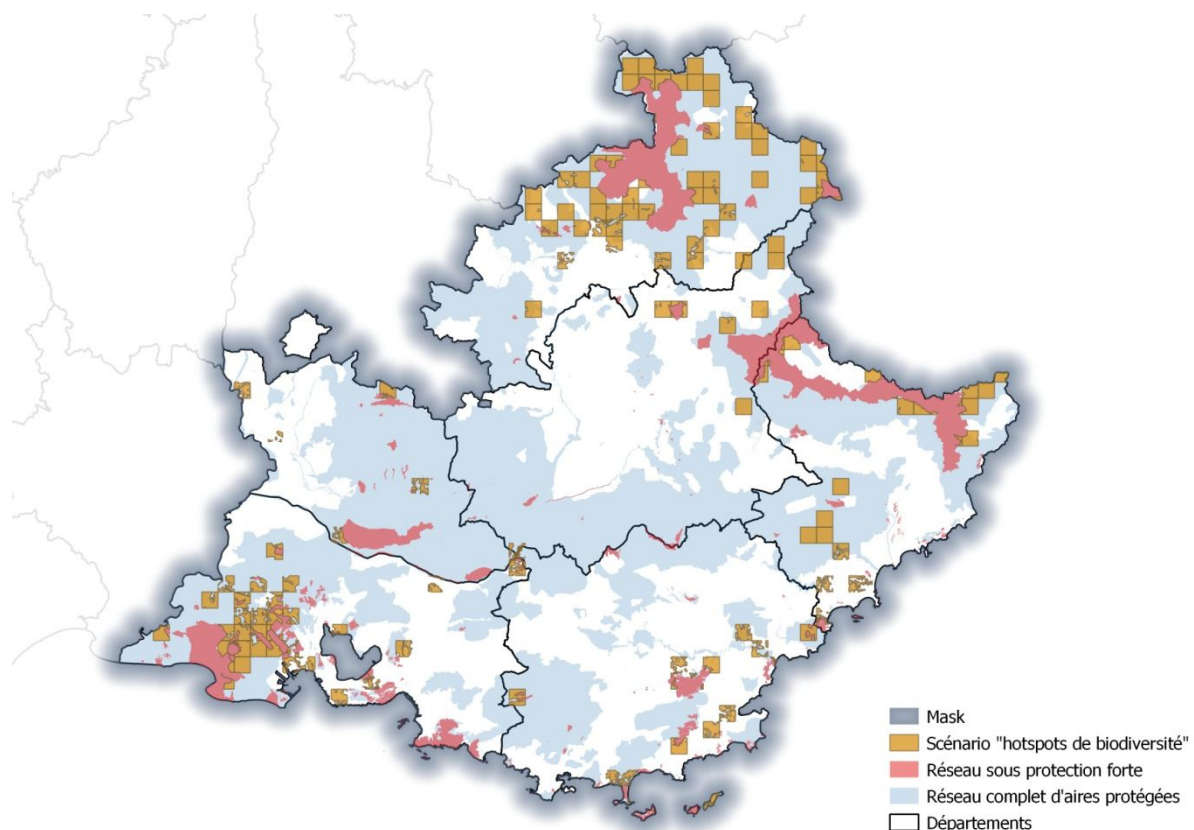 Mask
Scénario "hotspots de biodiversité"
Réseau sous protection forte
Réseau complet d'aires protégées
Départements